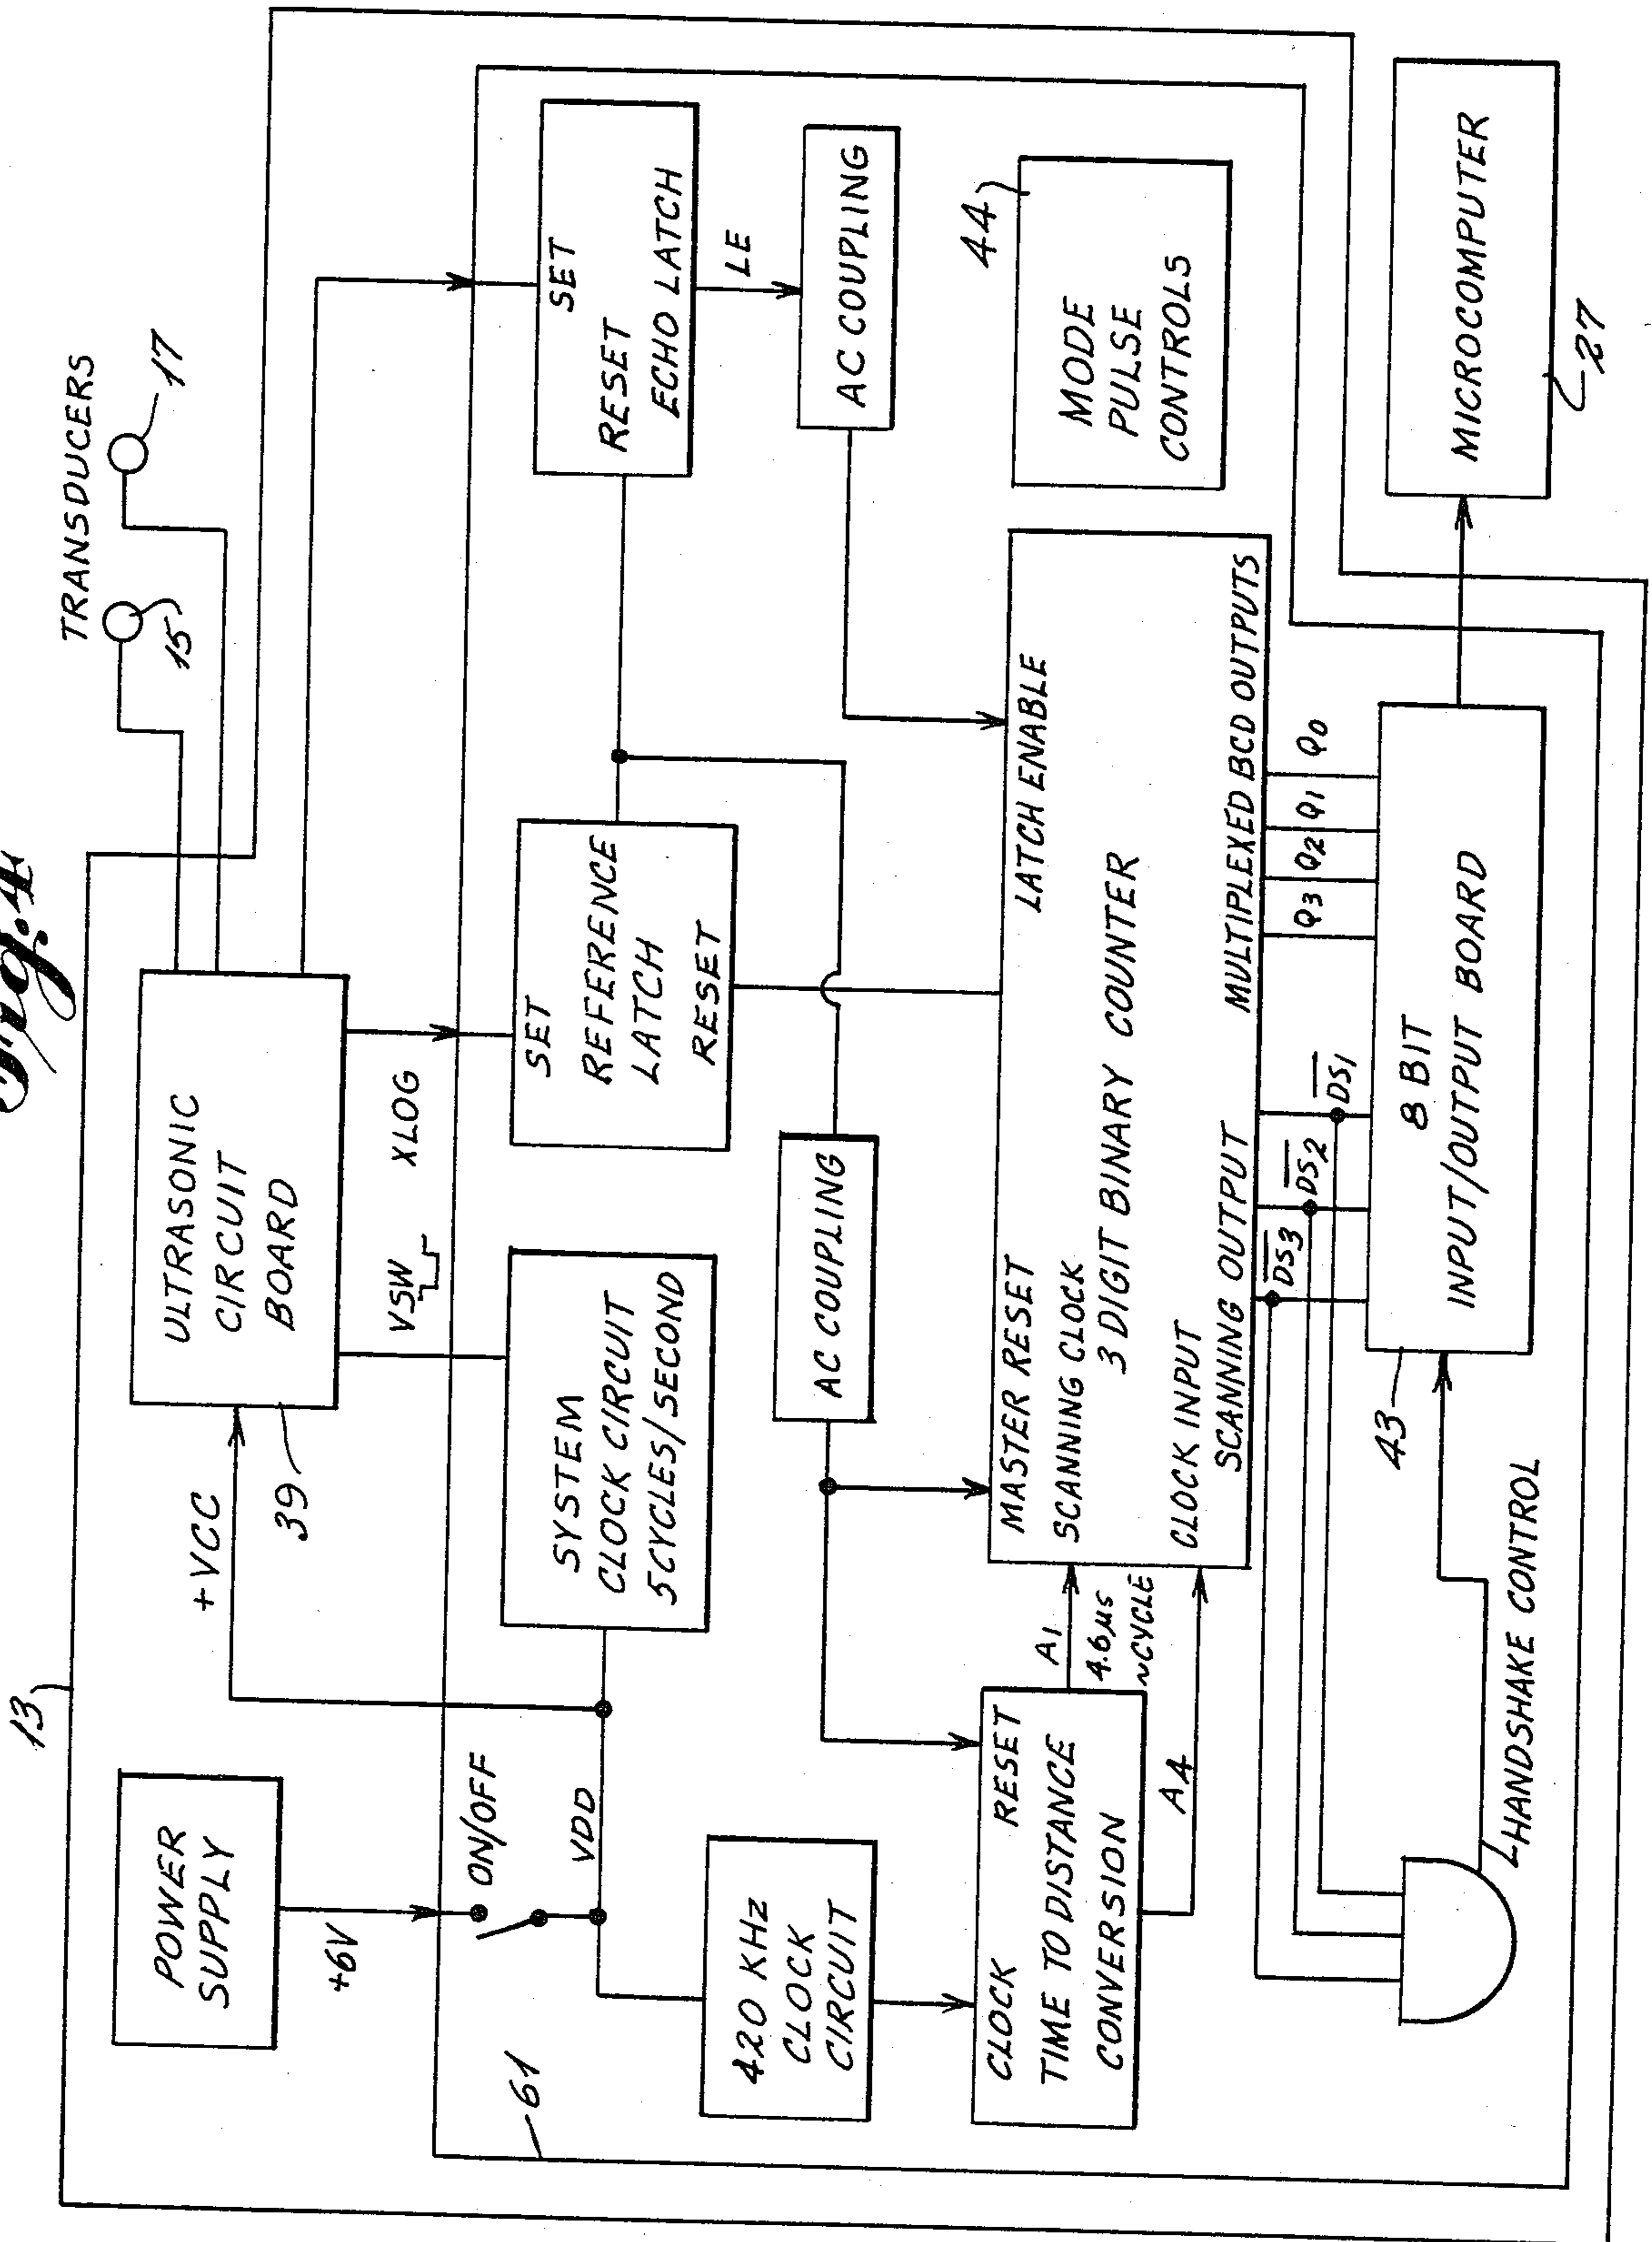 Fig. 4
13
POWER
SUPPLY
+6V
ON/OFF
VDD
+VCC
39
ULTRASONIC
CIRCUIT
BOARD
TRANSDUCERS
15
17
VSW
XLOG
61
SYSTEM
CLOCK CIRCUIT
5CYCLES/SECOND
SET
REFERENCE
LATCH
RESET
SET
RESET
ECHO LATCH
LE
AC COUPLING
AC COUPLING
420 KHz
CLOCK
CIRCUIT
CLOCK RESET
TIME TO DISTANCE
CONVERSION
A1
4.6µs
~CYCLE
A4
MASTER RESET
LATCH ENABLE
SCANNING CLOCK
3 DIGIT BINARY COUNTER
CLOCK INPUT
SCANNING OUTPUT
MULTIPLEXED BCD OUTPUTS
44
MODE
PULSE
CONTROLS
DS3
DS2
DS1
Q3
Q2
Q1
Q0
43
8 BIT
INPUT/OUTPUT BOARD
HANDSHAKE CONTROL
MICROCOMPUTER
27